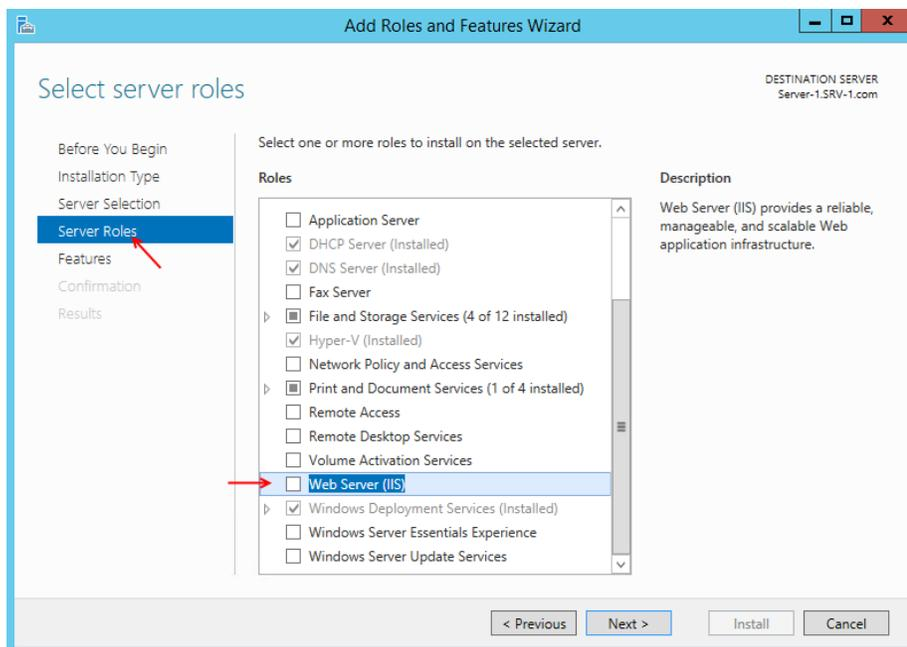 Add Roles and Features Wizard
Select server roles
DESTINATION SERVER
Server-1.SRV-1.com
Before You Begin
Installation Type
Server Selection
Server Roles
Features
Confirmation
Results
Select one or more roles to install on the selected server.
Roles
Application Server
DHCP Server (Installed)
DNS Server (Installed)
Fax Server
File and Storage Services (4 of 12 installed)
Hyper-V (Installed)
Network Policy and Access Services
Print and Document Services (1 of 4 installed)
Remote Access
Remote Desktop Services
Volume Activation Services
Web Server (IIS)
Windows Deployment Services (Installed)
Windows Server Essentials Experience
Windows Server Update Services
Description
Web Server (IIS) provides a reliable,
manageable, and scalable Web
application infrastructure.
< Previous
Next >
Install
Cancel